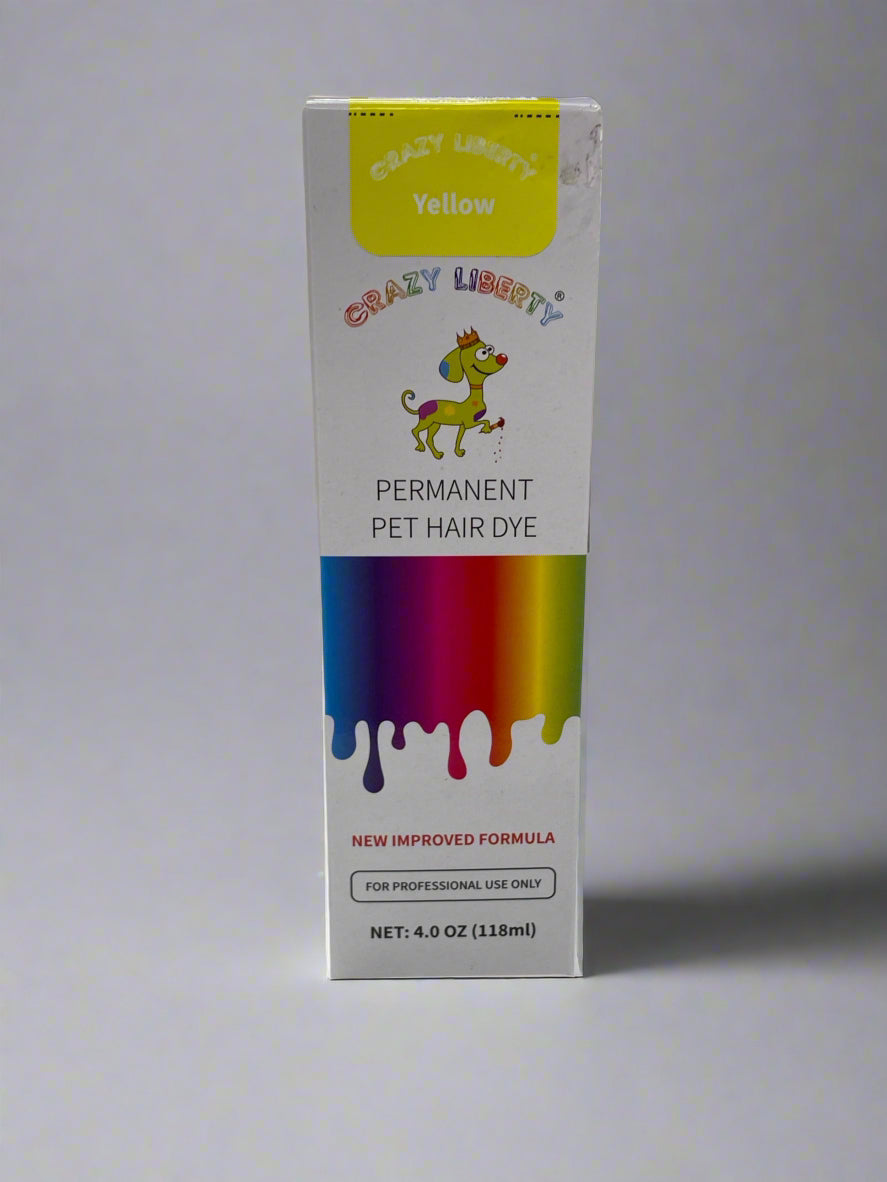 CRAZY LIBERTY
Yellow
CRAZY LIBERTY®
PERMANENT
PET HAIR DYE
NEW IMPROVED FORMULA
FOR PROFESSIONAL USE ONLY
NET: 4.0 OZ (118ml)